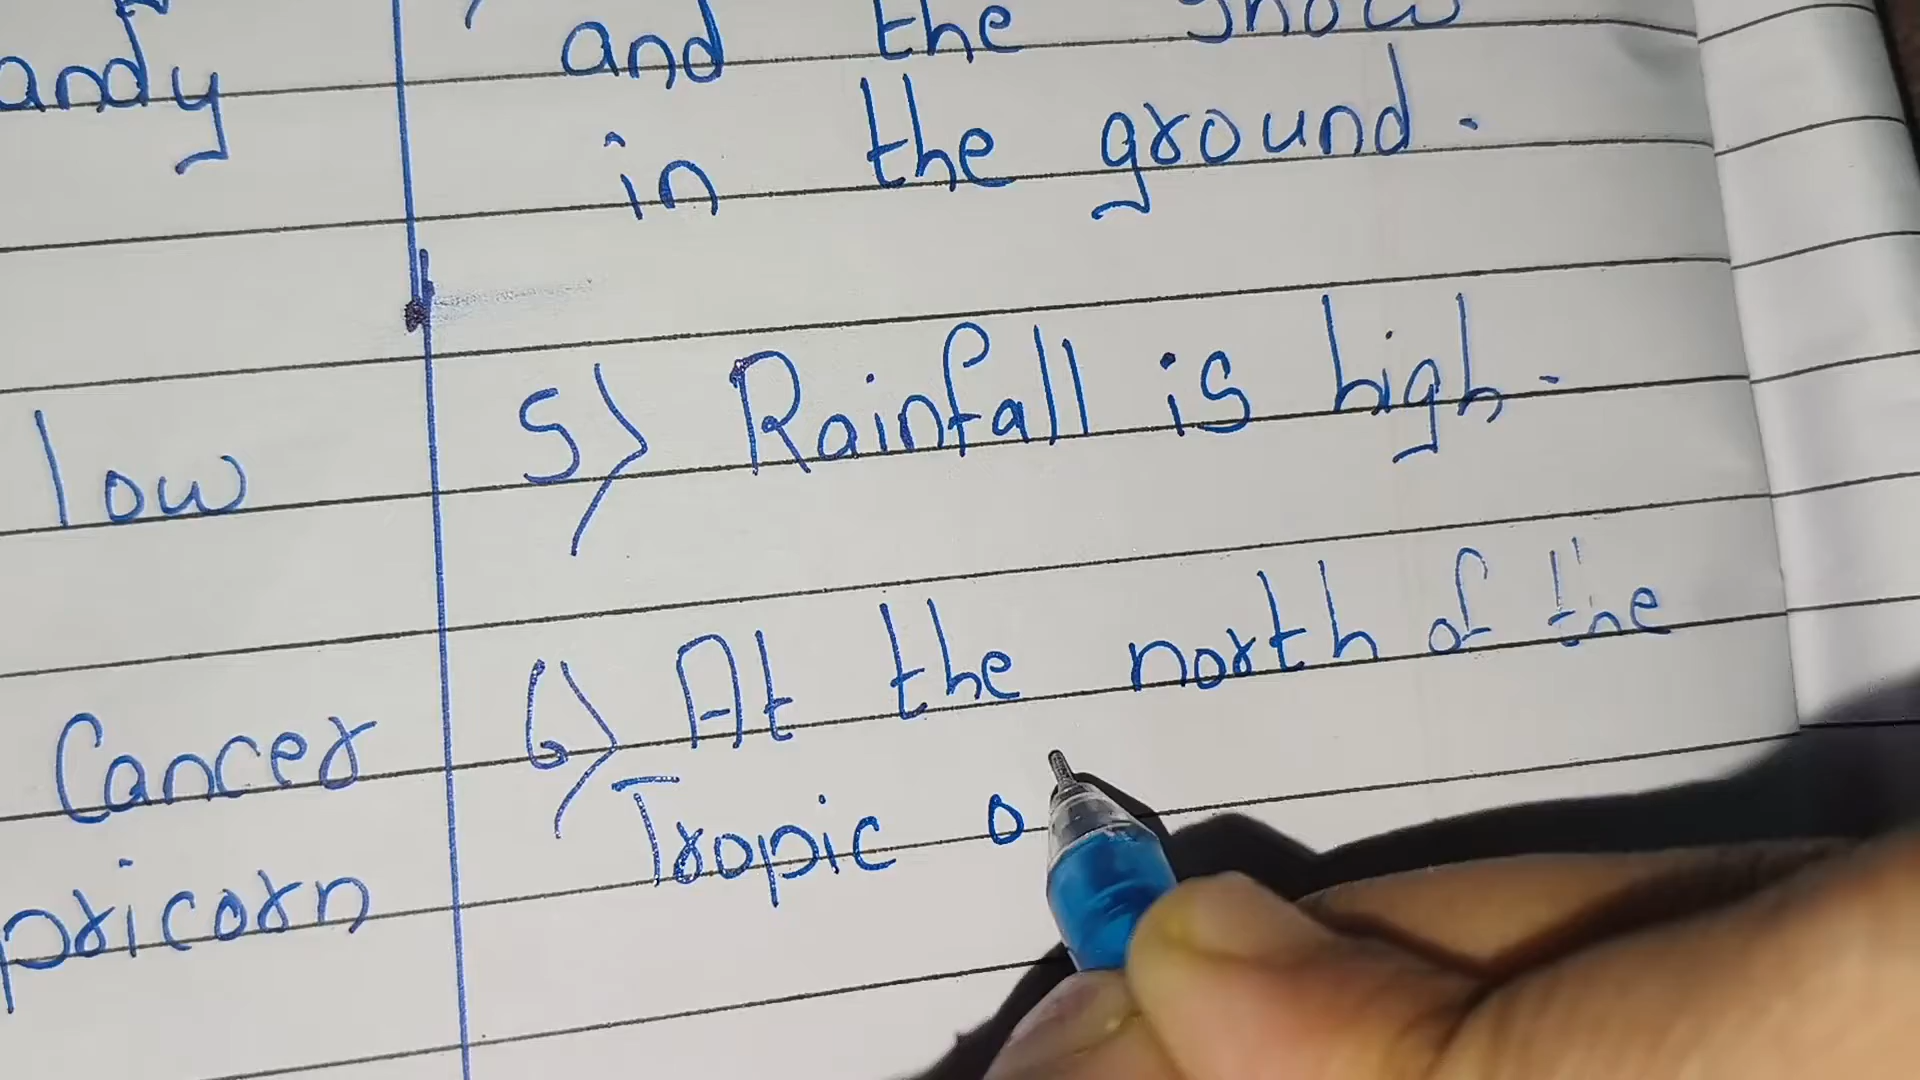 andy
and the snow
in the ground.
low
5) Rainfall is high.
Cancer
pricorn
6) At the north of the
Tropic o